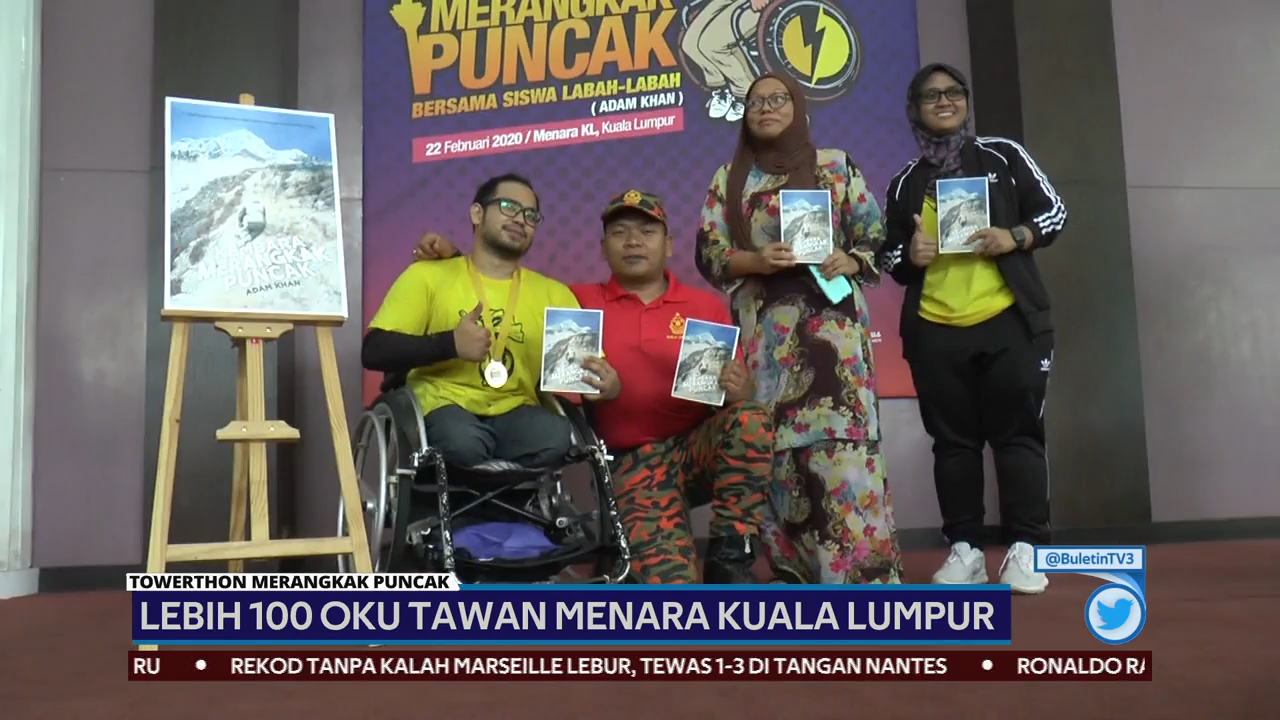 MERANGKAK
PUNCAK
BERSAMA SISWA LABAH-LABAH
( ADAM KHAN )
22 Februari 2020 / Menara KL, Kuala Lumpur
KEMBARA
MERANGKAK
PUNCAK
ADAM KHAN
@BuletinTV3
TOWERTHON MERANGKAK PUNCAK
LEBIH 100 OKU TAWAN MENARA KUALA LUMPUR
RU • REKOD TANPA KALAH MARSEILLE LEBUR, TEWAS 1-3 DI TANGAN NANTES • RONALDO RA